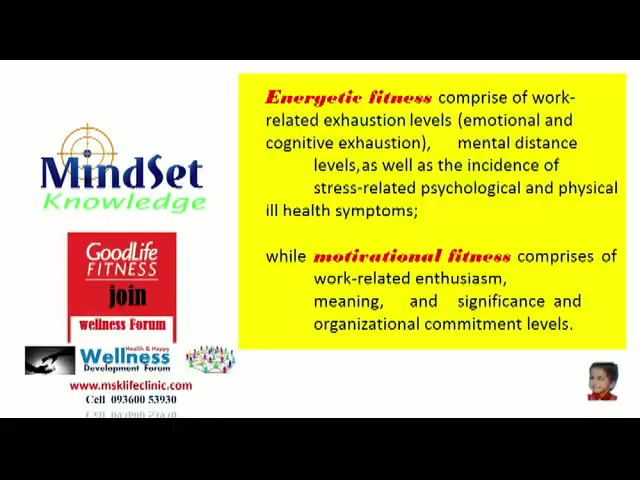 Energetic fitness comprise of work-
related exhaustion levels (emotional and
cognitive exhaustion), mental distance
levels, as well as the incidence of
stress-related psychological and physical
ill health symptoms;
while motivational fitness comprises of
work-related enthusiasm,
meaning, and significance and
organizational commitment levels.
MindSet
Knowledge
GoodLife
FITNESS
join
wellness Forum
Health & Happy
Wellness
Development Forum
www.msklifeclinic.com
Cell 093600 53930